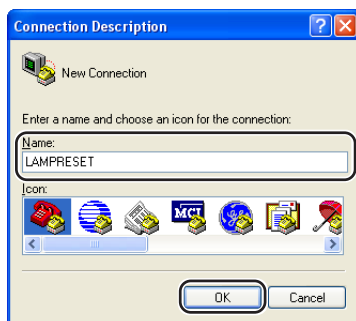 Connection Description
New Connection
Enter a name and choose an icon for the connection:
Name:
LAMPRESET
Icon:
MCI
OK
Cancel